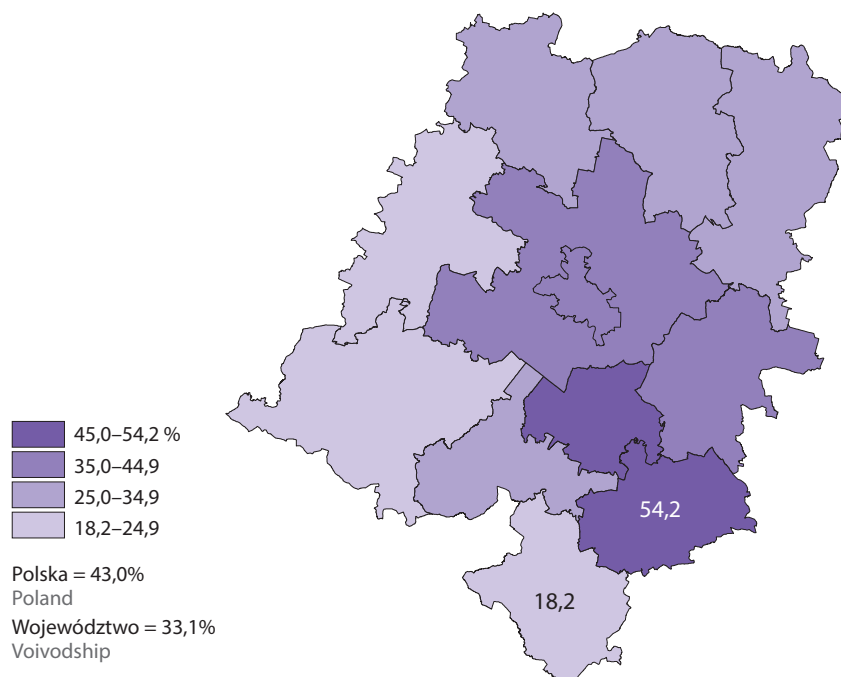 45,0–54,2 %
35,0–44,9
25,0–34,9
18,2–24,9
Polska = 43,0%
Poland
Województwo = 33,1%
Voivodship
54,2
18,2